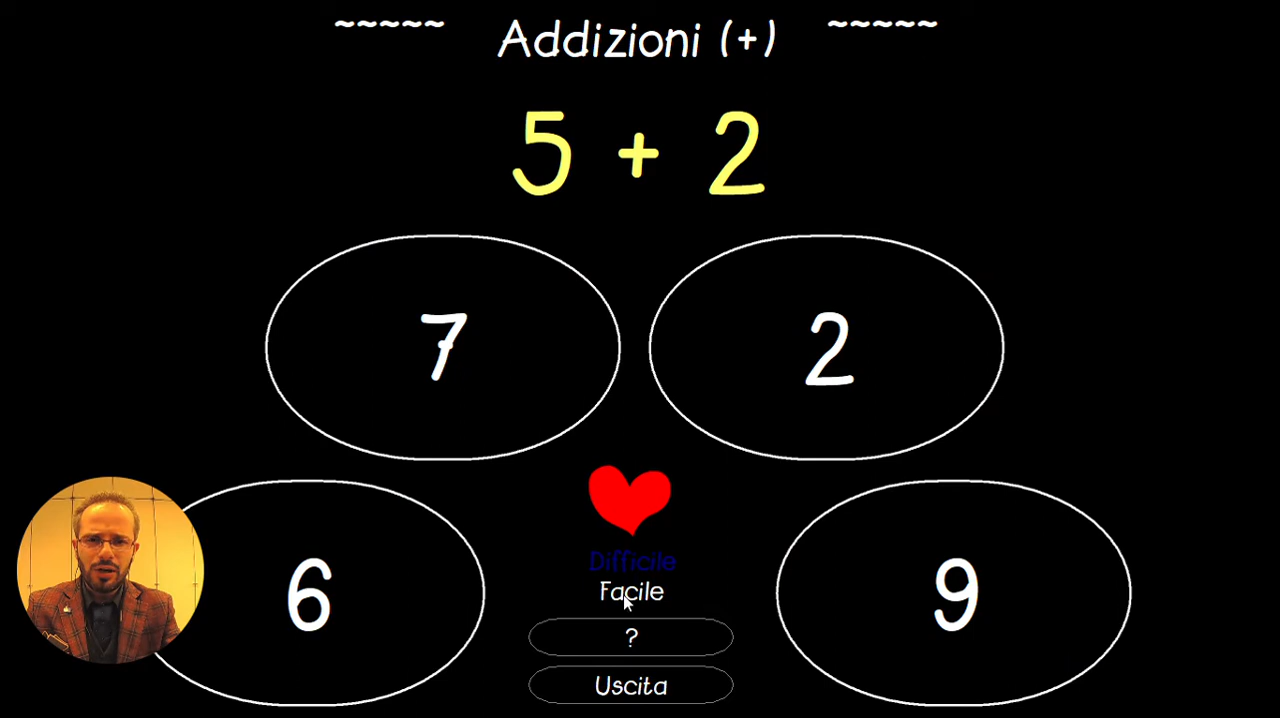 ~~~~~ Addizioni (+) ~~~~~
5 + 2
7 2
6 9
Difficile
Facile
?
Uscita